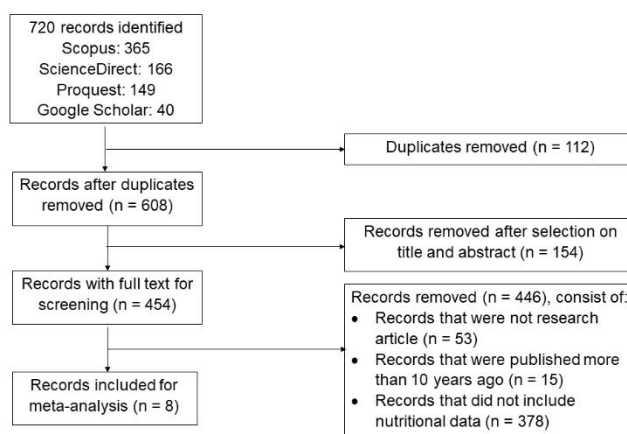 720 records identified
Scopus: 365
ScienceDirect: 166
Proquest: 149
Google Scholar: 40
Duplicates removed (n = 112)
Records after duplicates
removed (n = 608)
Records removed after selection on
title and abstract (n = 154)
Records with full text for
screening (n = 454)
Records removed (n = 446), consist of:
• Records that were not research
article (n = 53)
• Records that were published more
than 10 years ago (n = 15)
• Records that did not include
nutritional data (n = 378)
Records included for
meta-analysis (n = 8)